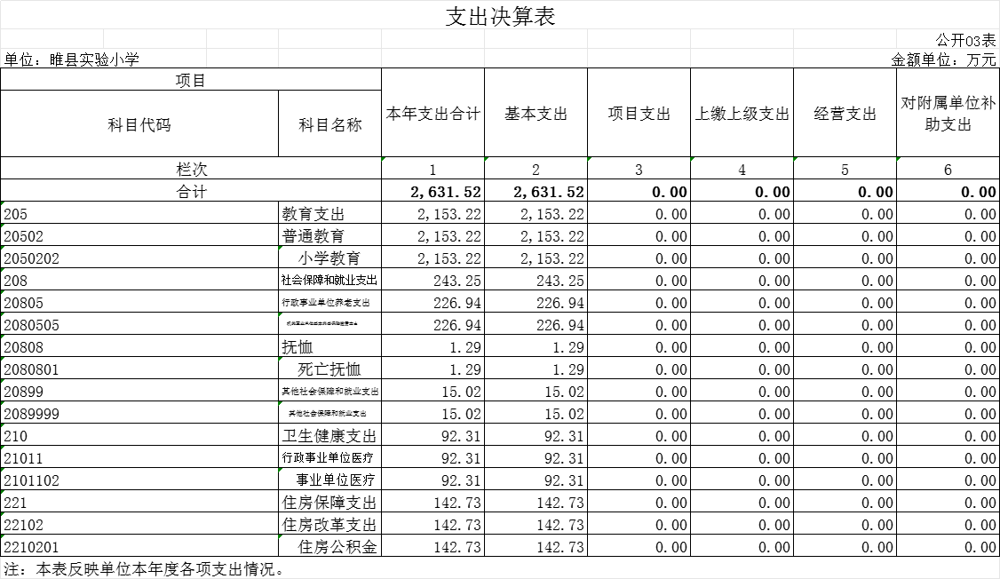 支出决算表
公开03表
单位：睢县实验小学 金额单位：万元
项目 本年支出合计 基本支出 项目支出 上缴上级支出 经营支出 对附属单位补助支出
科目代码 科目名称
栏次 1 2 3 4 5 6
合计 2,631.52 2,631.52 0.00 0.00 0.00 0.00
205 教育支出 2,153.22 2,153.22 0.00 0.00 0.00 0.00
20502 普通教育 2,153.22 2,153.22 0.00 0.00 0.00 0.00
2050202 小学教育 2,153.22 2,153.22 0.00 0.00 0.00 0.00
208 社会保障和就业支出 243.25 243.25 0.00 0.00 0.00 0.00
20805 行政事业单位养老支出 226.94 226.94 0.00 0.00 0.00 0.00
2080505 226.94 226.94 0.00 0.00 0.00 0.00
20808 抚恤 1.29 1.29 0.00 0.00 0.00 0.00
2080801 死亡抚恤 1.29 1.29 0.00 0.00 0.00 0.00
20899 其他社会保障和就业支出 15.02 15.02 0.00 0.00 0.00 0.00
2089999 其他社会保障和就业支出 15.02 15.02 0.00 0.00 0.00 0.00
210 卫生健康支出 92.31 92.31 0.00 0.00 0.00 0.00
21011 行政事业单位医疗 92.31 92.31 0.00 0.00 0.00 0.00
2101102 事业单位医疗 92.31 92.31 0.00 0.00 0.00 0.00
221 住房保障支出 142.73 142.73 0.00 0.00 0.00 0.00
22102 住房改革支出 142.73 142.73 0.00 0.00 0.00 0.00
2210201 住房公积金 142.73 142.73 0.00 0.00 0.00 0.00
注：本表反映单位本年度各项支出情况。